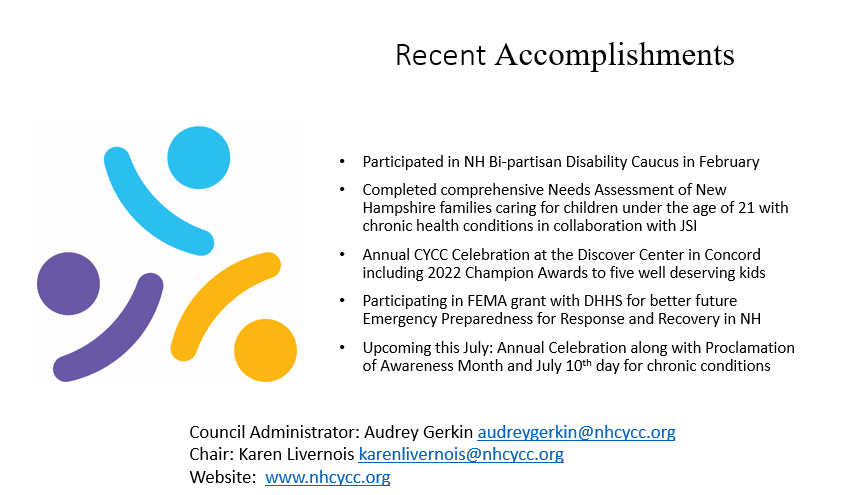 Recent Accomplishments
• Participated in NH Bi-partisan Disability Caucus in February
• Completed comprehensive Needs Assessment of New
Hampshire families caring for children under the age of 21 with
chronic health conditions in collaboration with JSI
• Annual CYCC Celebration at the Discover Center in Concord
including 2022 Champion Awards to five well deserving kids
• Participating in FEMA grant with DHHS for better future
Emergency Preparedness for Response and Recovery in NH
• Upcoming this July: Annual Celebration along with Proclamation
of Awareness Month and July 10th day for chronic conditions
Council Administrator: Audrey Gerkin audreygerkin@nhcycc.org
Chair: Karen Livernois karenlivernois@nhcycc.org
Website: www.nhcycc.org